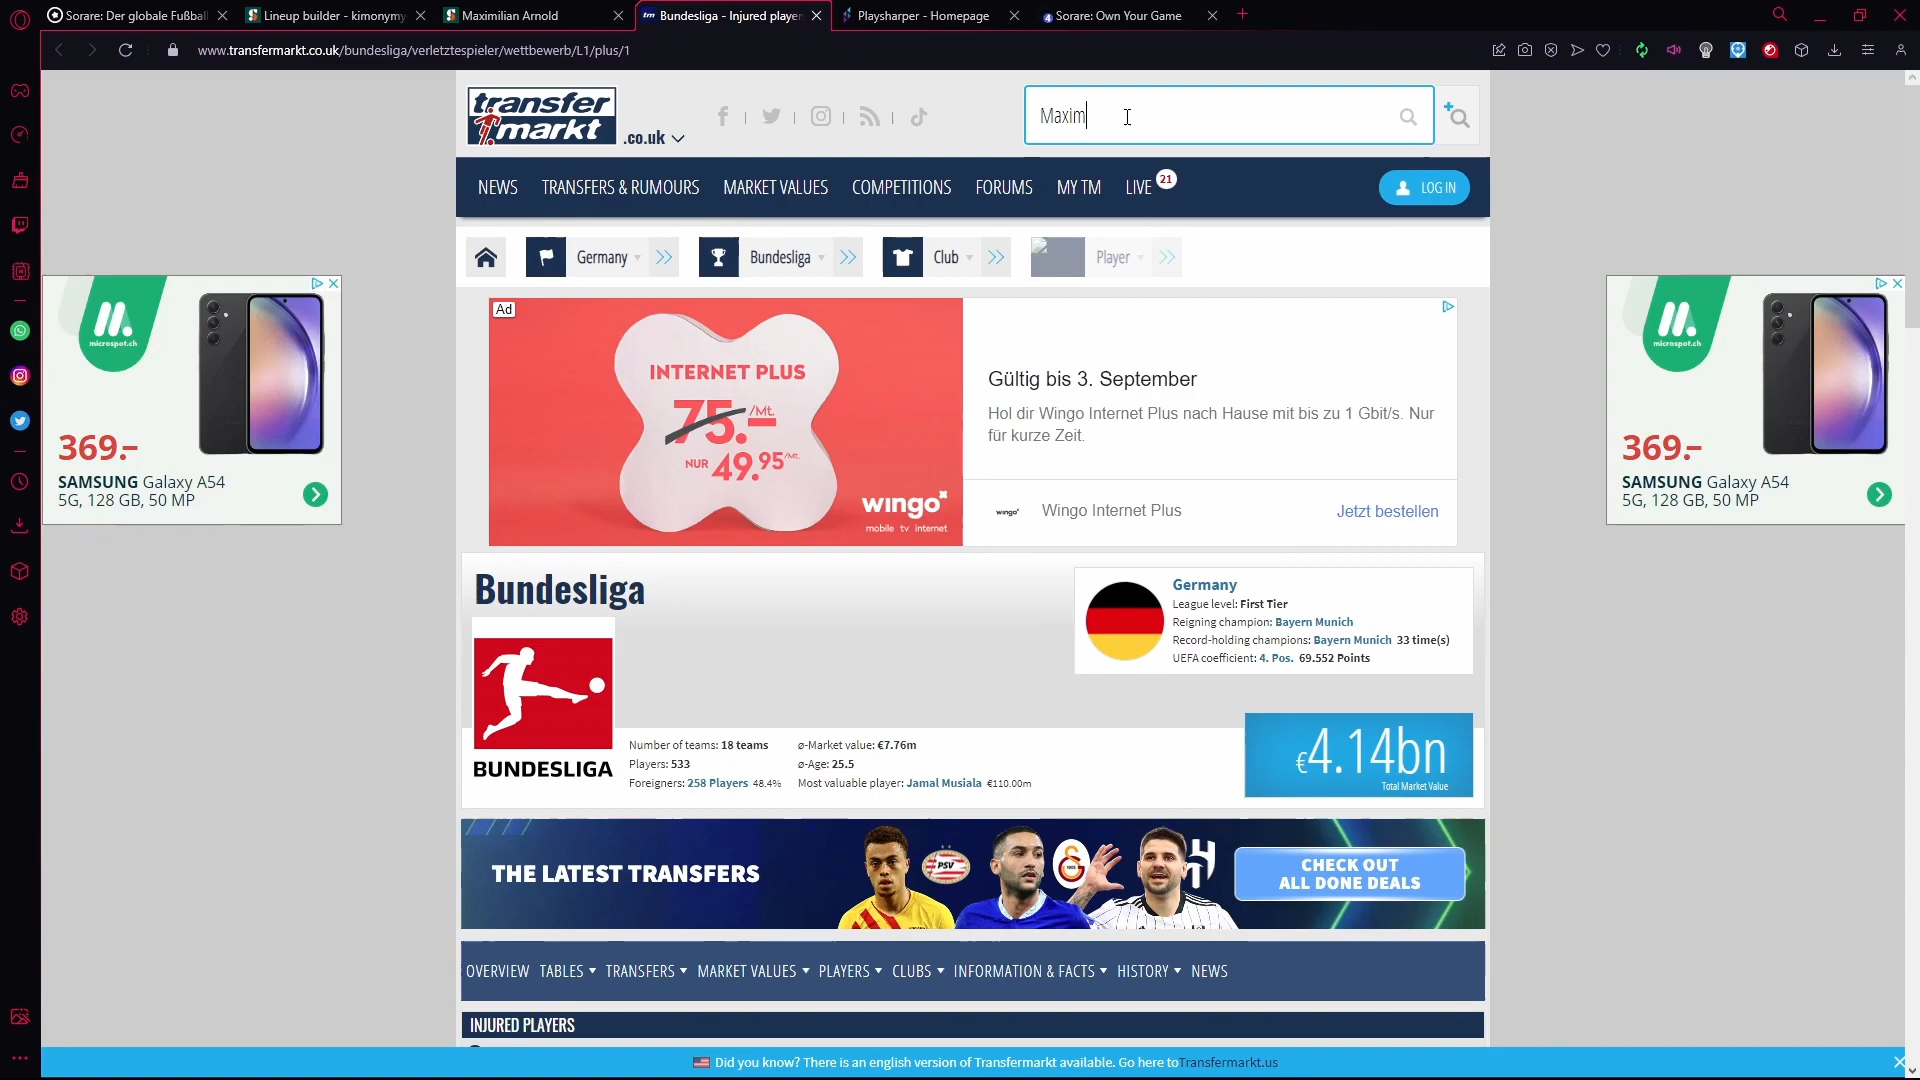 Sorare: Der globale Fußball
Lineup builder - kimonymy
Maximilian Arnold
tm
Bundesliga - Injured player
Playsharper - Homepage
4
Sorare: Own Your Game
www.transfermarkt.co.uk/bundesliga/verletztespieler/wettbewerb/L1/plus/1
transfer
markt
.co.uk
Maxim
NEWS
TRANSFERS & RUMOURS
MARKET VALUES
COMPETITIONS
FORUMS
MY TM
LIVE
21
LOG IN
Germany
Bundesliga
Club
Player
microspot.ch
369.–
SAMSUNG Galaxy A54
5G, 128 GB, 50 MP
Ad
INTERNET PLUS
75.–/Mt.
NUR 49.95/Mt.
wingo
mobile tv internet
Gültig bis 3. September
Hol dir Wingo Internet Plus nach Hause mit bis zu 1 Gbit/s. Nur
für kurze Zeit.
wingo
Wingo Internet Plus
Jetzt bestellen
microspot.ch
369.–
SAMSUNG Galaxy A54
5G, 128 GB, 50 MP
Bundesliga
BUNDESLIGA
Germany
League level: First Tier
Reigning champion: Bayern Munich
Record-holding champions: Bayern Munich 33 time(s)
UEFA coefficient: 4. Pos. 69.552 Points
Number of teams: 18 teams
Players: 533
Foreigners: 258 Players 48.4%
ø-Market value: €7.76m
ø-Age: 25.5
Most valuable player: Jamal Musiala €110.00m
€4.14bn
Total Market Value
THE LATEST TRANSFERS
PSV
CHECK OUT
ALL DONE DEALS
OVERVIEW
TABLES
TRANSFERS
MARKET VALUES
PLAYERS
CLUBS
INFORMATION & FACTS
HISTORY
NEWS
INJURED PLAYERS
Did you know? There is an english version of Transfermarkt available. Go here toTransfermarkt.us